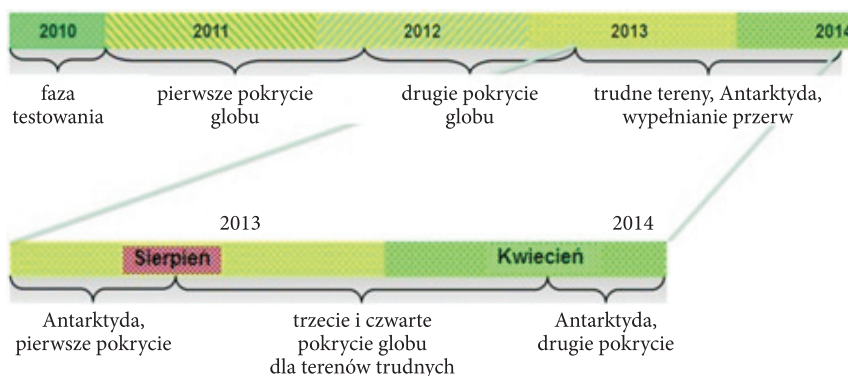 2010 2011 2012 2013 2014
faza
testowania
pierwsze pokrycie
globu
drugie pokrycie
globu
trudne tereny, Antarktyda,
wypełnianie przerw
2013 2014
Sierpień Kwiecień
Antarktyda,
pierwsze pokrycie
trzecie i czwarte
pokrycie globu
dla terenów trudnych
Antarktyda,
drugie pokrycie